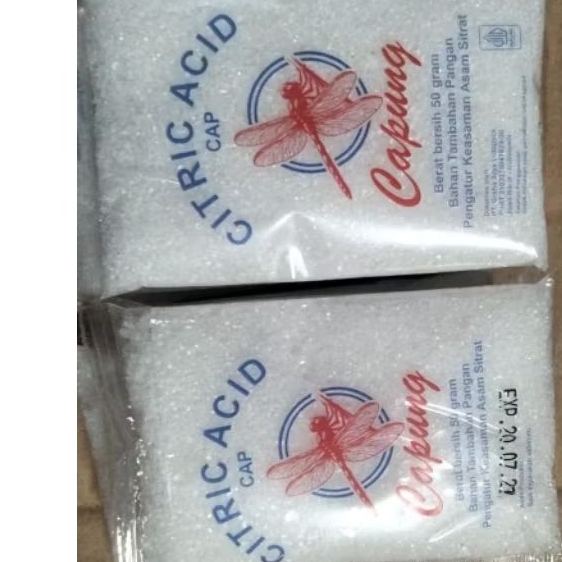 CITRIC ACID
CAP
Capung
Berat bersih 50 gram
Bahan Tambahan Pangan
Pengatur Keasaman Asam Sitrat
CITRIC ACID
CAP
Capung
Berat bersih 50 gram
Bahan Tambahan Pangan
Pengatur Keasaman Asam Sitrat
EXP.20.07.27